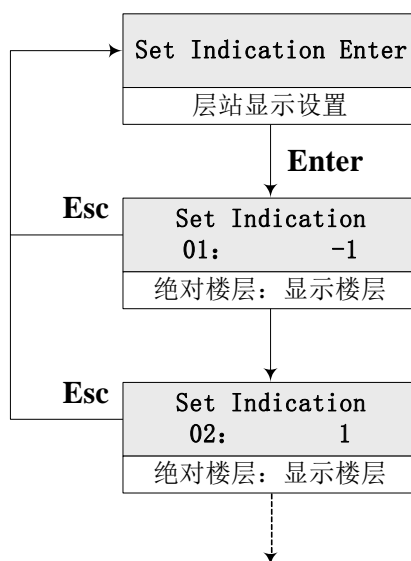 Set Indication Enter
层站显示设置
Enter
Esc
Set Indication
01： -1
绝对楼层：显示楼层
Esc
Set Indication
02： 1
绝对楼层：显示楼层